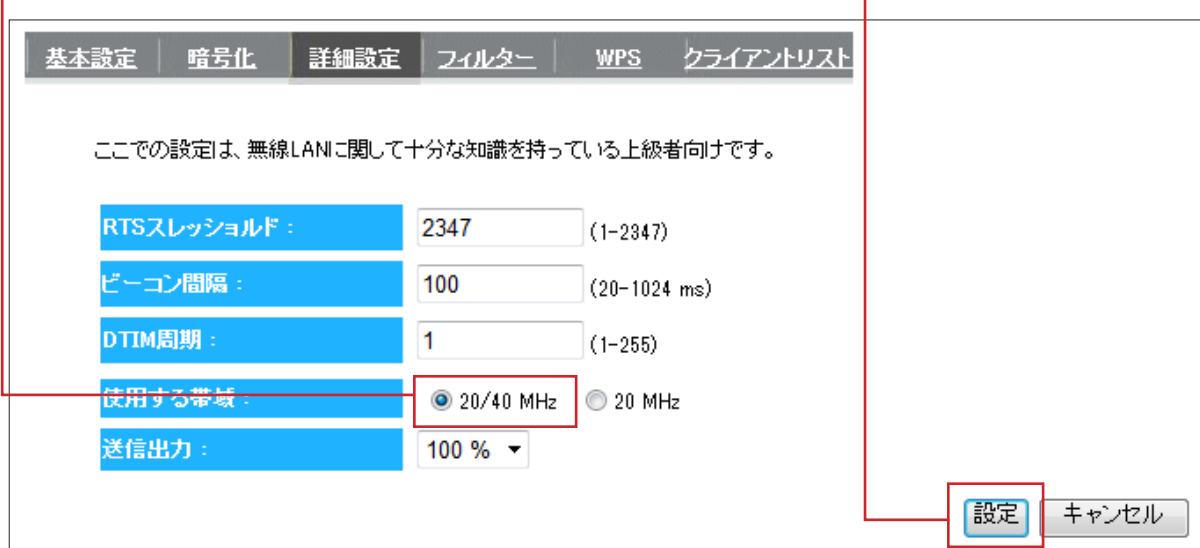 基本設定 暗号化 詳細設定 フィルター WPS クライアントリスト
ここでの設定は、無線LANに関して十分な知識を持っている上級者向けです。
RTSスレッショルド： 2347 (1-2347)
ビーコン間隔： 100 (20-1024 ms)
DTIM周期： 1 (1-255)
使用する帯域： 20/40 MHz 20 MHz
送信出力： 100 %
設定 キャンセル